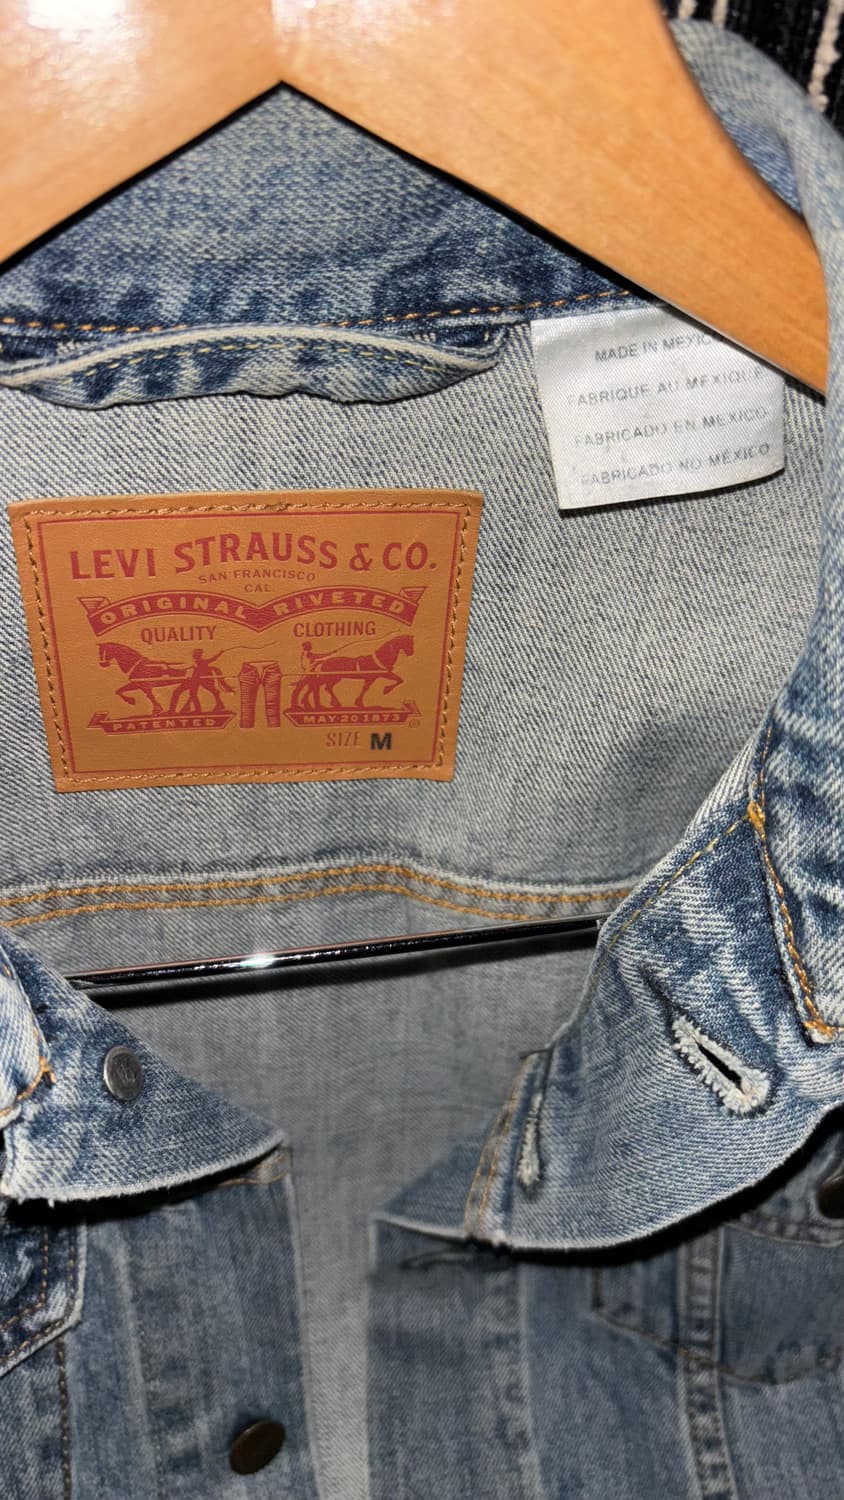 MADE IN MEXICO
FABRIQUE AU MEXIQUE
FABRICADO EN MEXICO
FABRICADO NO MÉXICO
LEVI STRAUSS & CO.
SAN FRANCISCO
CAL
ORIGINAL RIVETED
QUALITY CLOTHING
PATENTED MAY 20 1873 ®
SIZE M